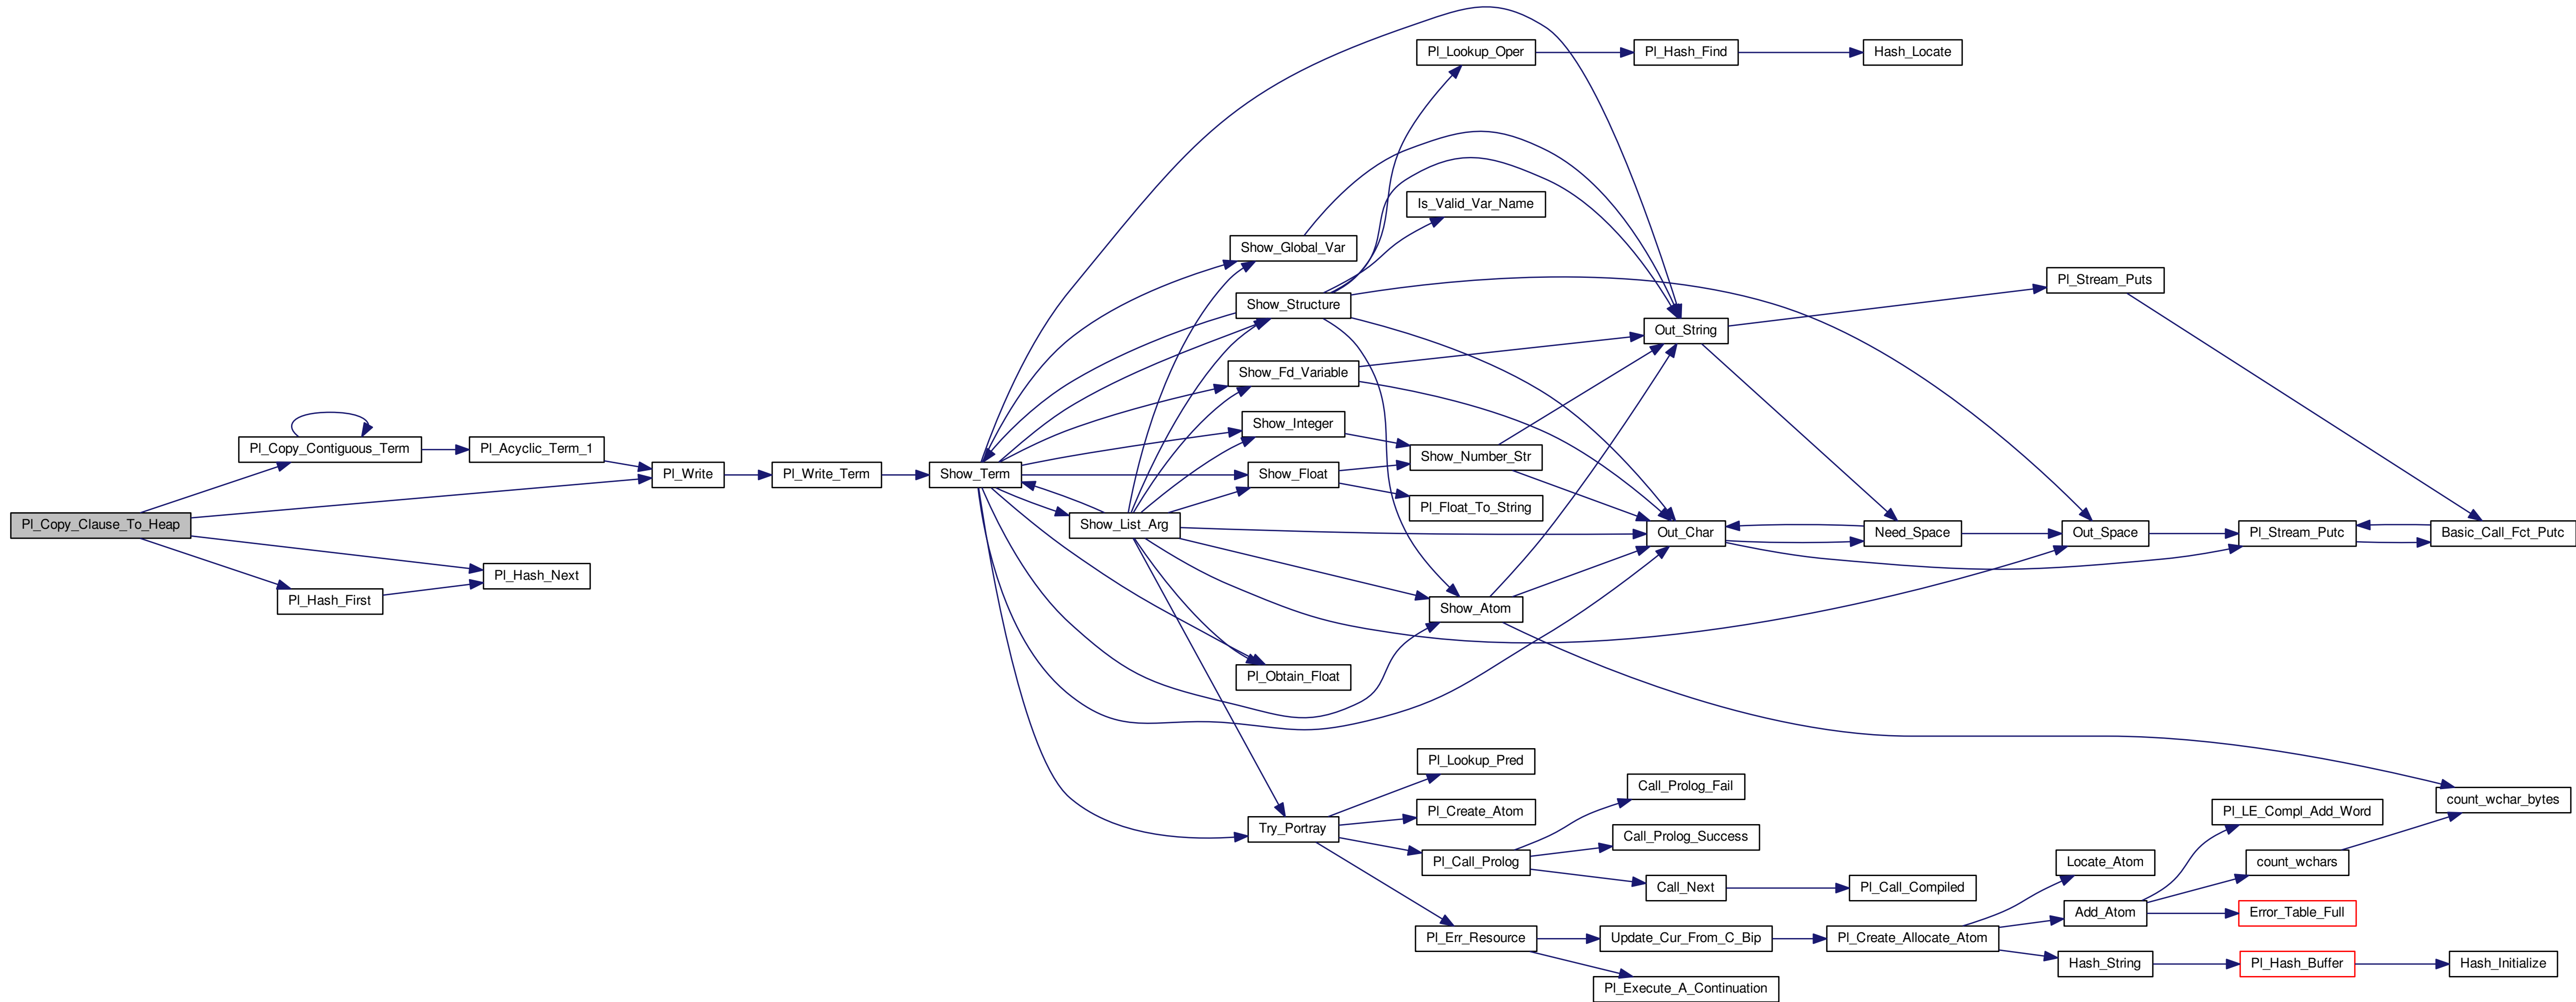 Pl_Lookup_Oper
Pl_Hash_Find
Hash_Locate
Is_Valid_Var_Name
Show_Global_Var
Show_Structure
Pl_Stream_Puts
Out_String
Show_Fd_Variable
Show_Integer
Pl_Copy_Contiguous_Term
Pl_Acyclic_Term_1
Show_Number_Str
Pl_Write
Pl_Write_Term
Show_Term
Show_Float
Pl_Float_To_String
Pl_Copy_Clause_To_Heap
Show_List_Arg
Out_Char
Need_Space
Out_Space
Pl_Stream_Putc
Basic_Call_Fct_Putc
Pl_Hash_Next
Pl_Hash_First
Show_Atom
Pl_Obtain_Float
Pl_Lookup_Pred
Call_Prolog_Fail
count_wchar_bytes
Pl_Create_Atom
Pl_LE_Compl_Add_Word
Try_Portray
Call_Prolog_Success
Pl_Call_Prolog
Locate_Atom
count_wchars
Call_Next
Pl_Call_Compiled
Add_Atom
Error_Table_Full
Pl_Err_Resource
Update_Cur_From_C_Bip
Pl_Create_Allocate_Atom
Hash_String
Pl_Hash_Buffer
Hash_Initialize
Pl_Execute_A_Continuation